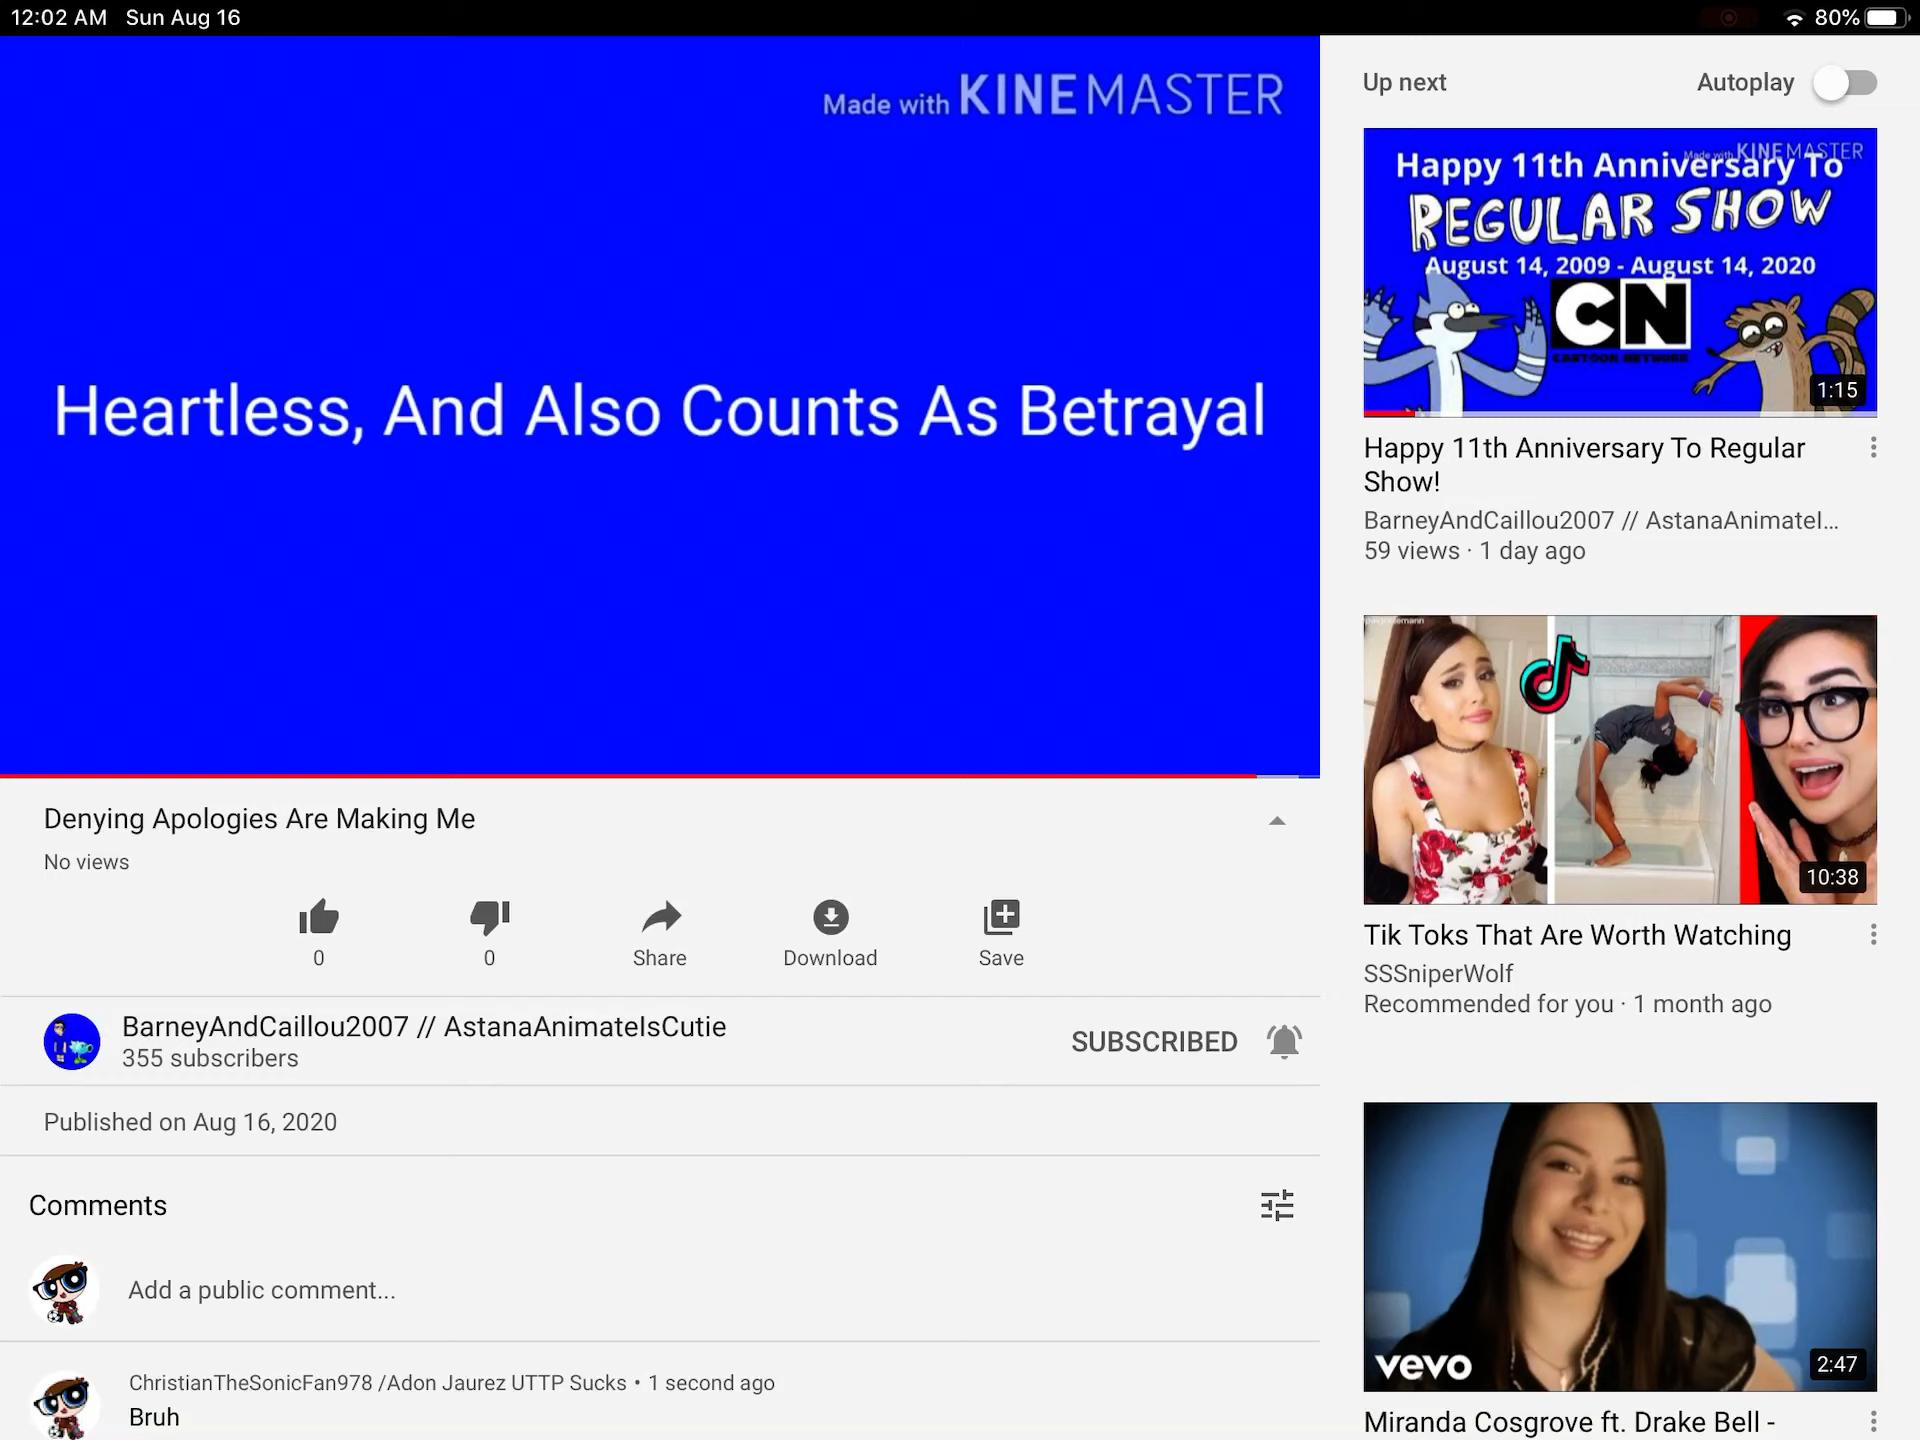 12:02 AM Sun Aug 16
80%
Made with KINEMASTER
Heartless, And Also Counts As Betrayal
Denying Apologies Are Making Me
No views
0
0
Share
Download
Save
BarneyAndCaillou2007 // AstanaAnimateIsCutie
355 subscribers
SUBSCRIBED
Published on Aug 16, 2020
Comments
Add a public comment...
ChristianTheSonicFan978 /Adon Jaurez UTTP Sucks • 1 second ago
Bruh
Up next
Autoplay
Made with KINEMASTER
Happy 11th Anniversary To
REGULAR SHOW
August 14, 2009 - August 14, 2020
CN
CARTOON NETWORK
1:15
Happy 11th Anniversary To Regular
Show!
BarneyAndCaillou2007 // AstanaAnimateI...
59 views · 1 day ago
10:38
Tik Toks That Are Worth Watching
SSSniperWolf
Recommended for you · 1 month ago
vevo
2:47
Miranda Cosgrove ft. Drake Bell -